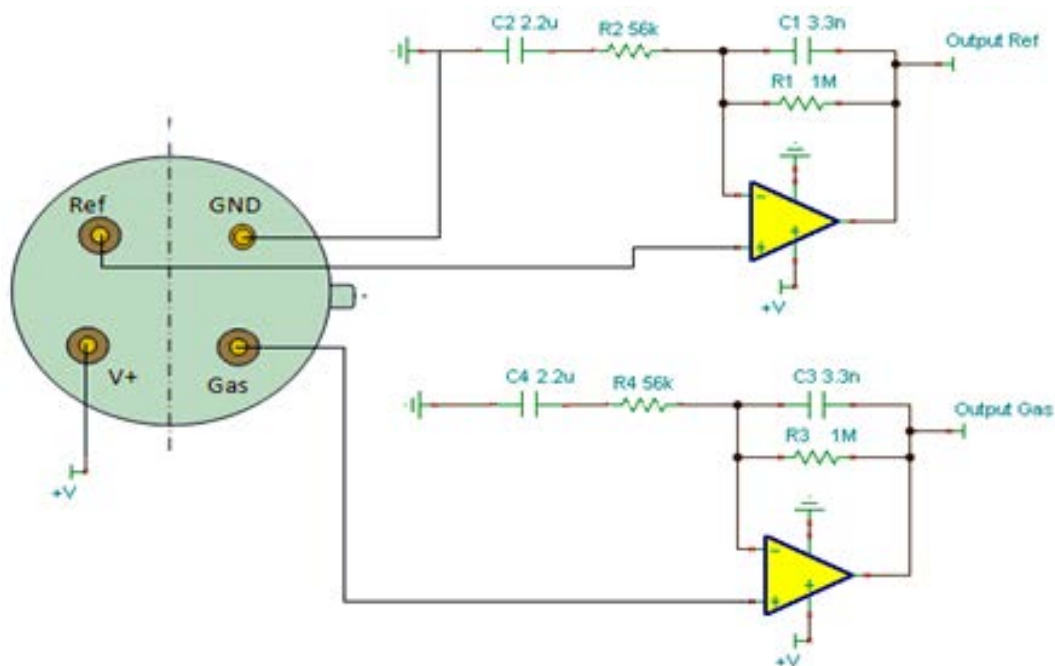 C2 2.2u
R2 56k
C1 3.3n
Output Ref
R1 1M
Ref
GND
-
+
+
+V
V+
Gas
+V
C4 2.2u
R4 56k
C3 3.3n
Output Gas
R3 1M
-
+
+
+V